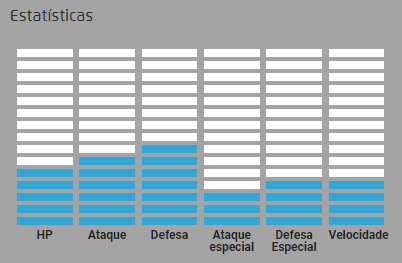 Estatísticas
HP
Ataque
Defesa
Ataque
especial
Defesa
Especial
Velocidade